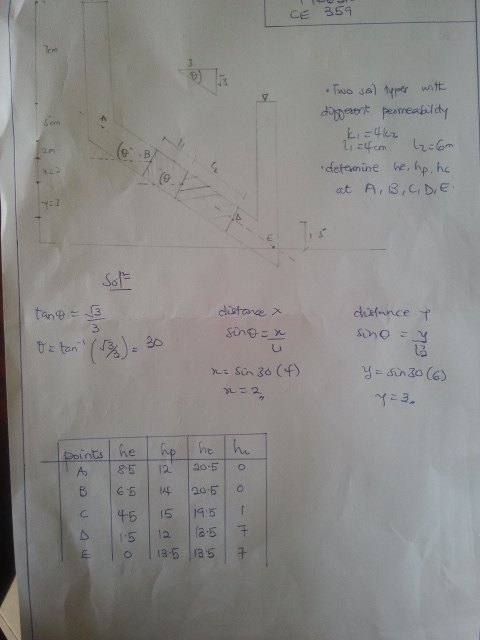 CE 359
7cm
3
θ
√3
5cm
A
2m
x=2
y=3
θ
B
l1
l2
θ
D
E
1.5
• Two soil types with
different permeability
k1 = 4k2
l1 = 4cm l2 = 6m
• determine he, hp, hc
at A, B, C, D, E.
Sol
tanθ = √3/3
θ = tan-1 (√3/3) = 30
distance x
sinθ = x
x = sin30 (4)
x = 2
distance y
sinθ = y
y = sin30 (6)
y = 3
points he hp ht hL
A 8.5 12 20.5 0
B 6.5 14 20.5 0
C 4.5 15 19.5 1
D 1.5 12 13.5 7
E 0 13.5 13.5 7